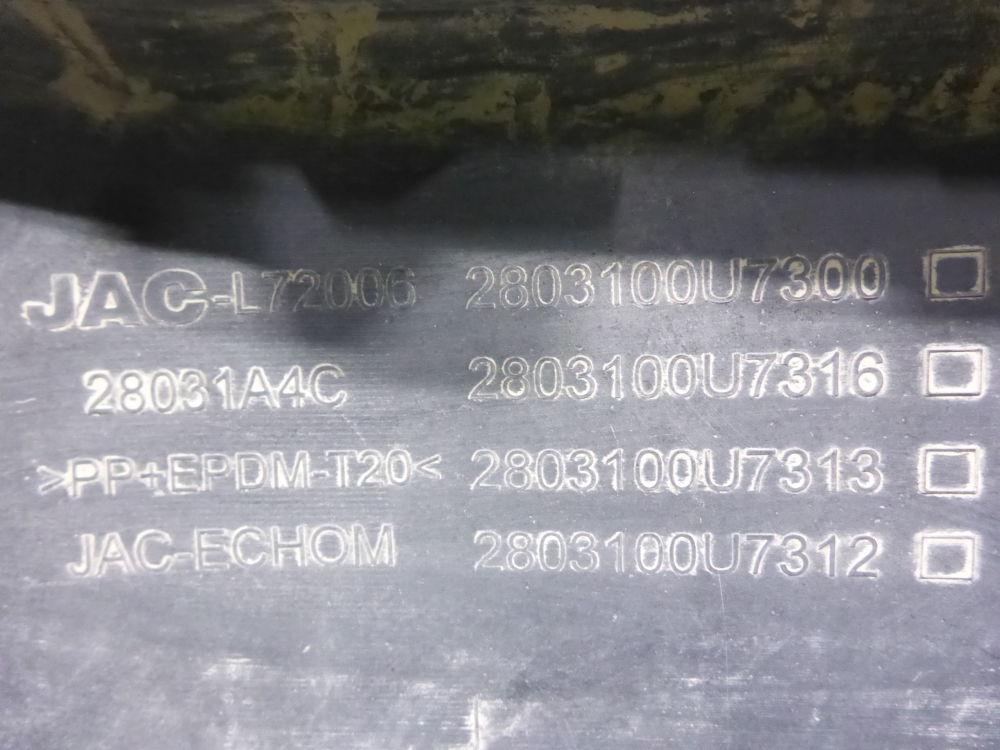 JAC-L72006 2803100U7300
28031A4C 2803100U7316
>PP+EPDM-T20< 2803100U7313
JAC-ECHOM 2803100U7312